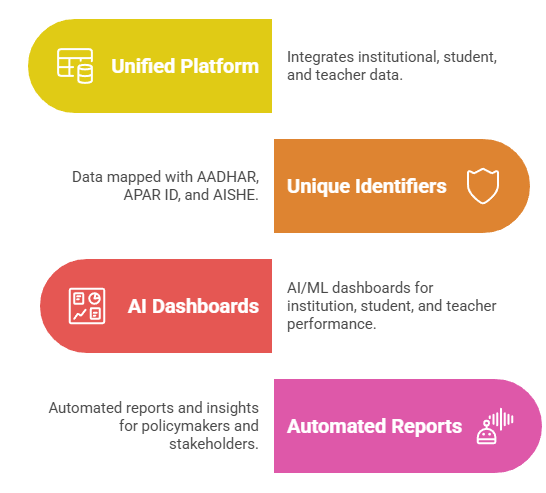 Unified Platform
Integrates institutional, student,
and teacher data.
Data mapped with AADHAR,
APAR ID, and AISHE.
Unique Identifiers
AI Dashboards
AI/ML dashboards for
institution, student, and teacher
performance.
Automated reports and insights
for policymakers and
stakeholders.
Automated Reports